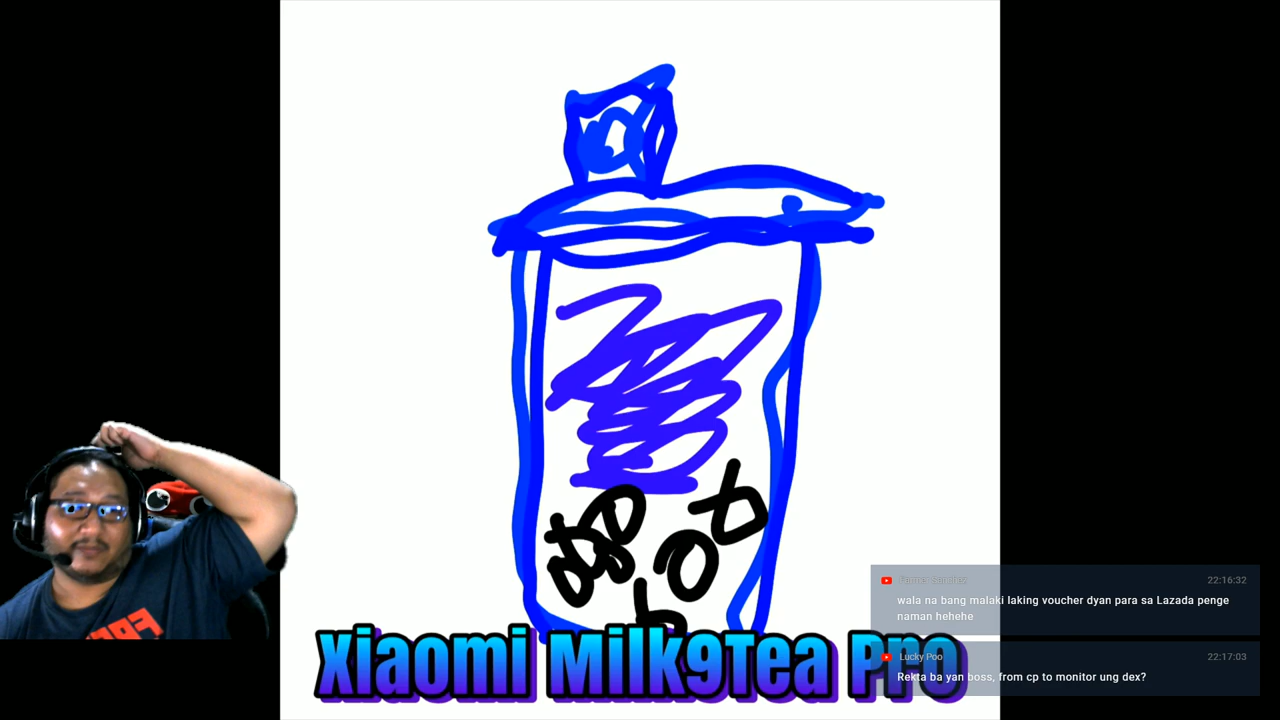 Xiaomi Milk9Tea Pro
22:16:32
wala na bang malaki laking voucher dyan para sa Lazada penge
naman hehehe
Lucky Poo 22:17:03
Rekta ba yan boss, from cp to monitor ung dex?